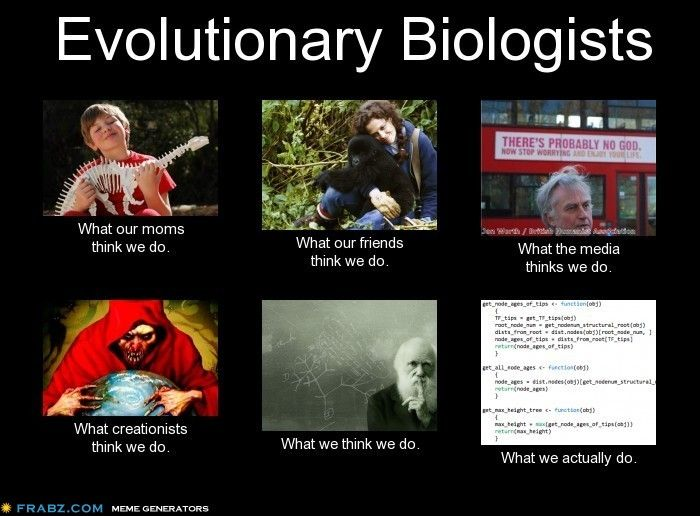 Evolutionary Biologists
THERE'S PROBABLY NO GOD.
NOW STOP WORRYING AND ENJOY YOUR LIFE.
Jon Worth / British Humanist Association
What our moms
think we do.
What our friends
think we do.
What the media
thinks we do.
get_node_ages_of_tips <- function(obj)
{
TF_tips = get_TF_tips(obj)
root_node_num = get_nodenum_structural_root(obj)
dists_from_root = dist.nodes(obj)[root_node_num, ]
node_ages_of_tips = dists_from_root[TF_tips]
return(node_ages_of_tips)
}
get_all_node_ages <- function(obj)
{
node_ages = dist.nodes(obj)[get_nodenum_structural_
return(node_ages)
}
get_max_height_tree <- function(obj)
{
max_height = max(get_node_ages_of_tips(obj))
return(max_height)
}
What creationists
think we do.
What we think we do.
What we actually do.
FRABZ.COM MEME GENERATORS